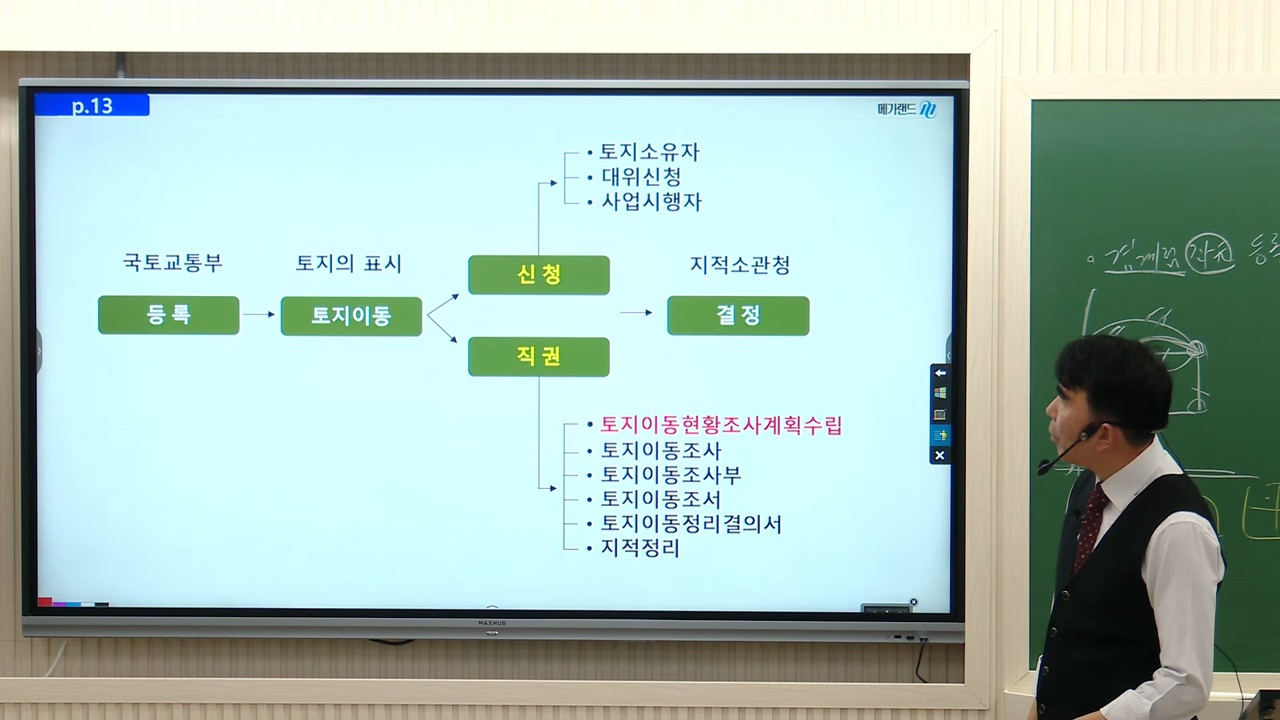 p.13
메가랜드
• 토지소유자
• 대위신청
• 사업시행자
국토교통부
토지의 표시
신 청
지적소관청
등 록
토지이동
결 정
직 권
• 토지이동현황조사계획수립
• 토지이동조사
• 토지이동조사부
• 토지이동조서
• 토지이동정리결의서
• 지적정리
MAXHUB